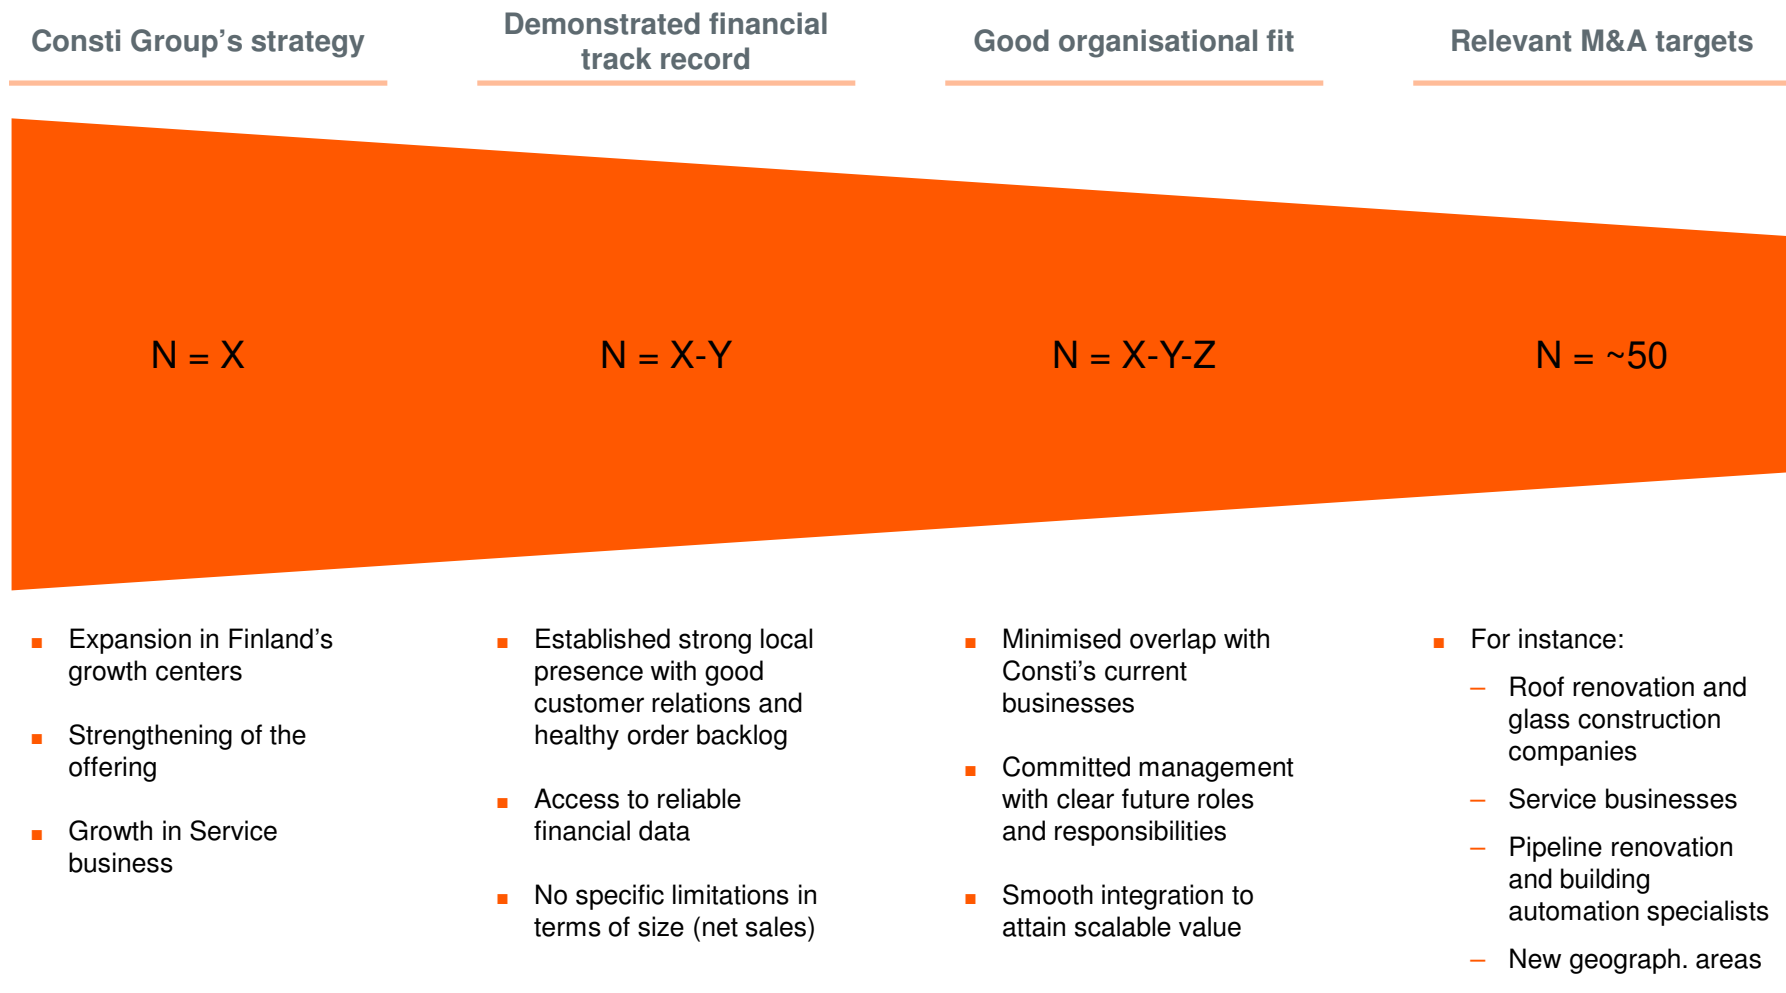 Consti Group’s strategy
Demonstrated financial
track record
Good organisational fit
Relevant M&A targets
N = X
N = X-Y
N = X-Y-Z
N = ~50
■ Expansion in Finland’s
growth centers
■ Strengthening of the
offering
■ Growth in Service
business
■ Established strong local
presence with good
customer relations and
healthy order backlog
■ Access to reliable
financial data
■ No specific limitations in
terms of size (net sales)
■ Minimised overlap with
Consti’s current
businesses
■ Committed management
with clear future roles
and responsibilities
■ Smooth integration to
attain scalable value
■ For instance:
– Roof renovation and
glass construction
companies
– Service businesses
– Pipeline renovation
and building
automation specialists
– New geograph. areas